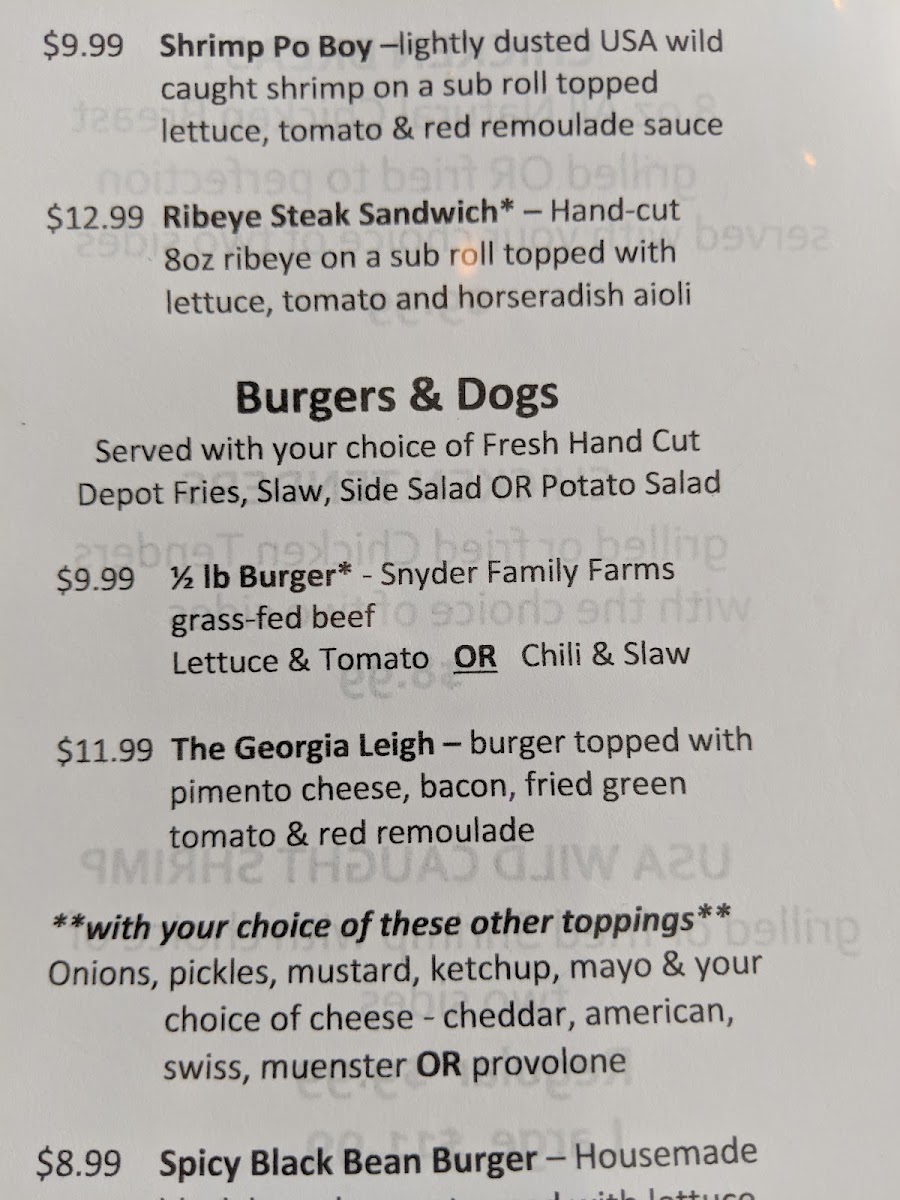 $9.99 Shrimp Po Boy –lightly dusted USA wild
caught shrimp on a sub roll topped
lettuce, tomato & red remoulade sauce
$12.99 Ribeye Steak Sandwich* – Hand-cut
8oz ribeye on a sub roll topped with
lettuce, tomato and horseradish aioli
Burgers & Dogs
Served with your choice of Fresh Hand Cut
Depot Fries, Slaw, Side Salad OR Potato Salad
$9.99 ½ lb Burger* - Snyder Family Farms
grass-fed beef
Lettuce & Tomato OR Chili & Slaw
$11.99 The Georgia Leigh – burger topped with
pimento cheese, bacon, fried green
tomato & red remoulade
**with your choice of these other toppings**
Onions, pickles, mustard, ketchup, mayo & your
choice of cheese - cheddar, american,
swiss, muenster OR provolone
$8.99 Spicy Black Bean Burger – Housemade
with lettuce